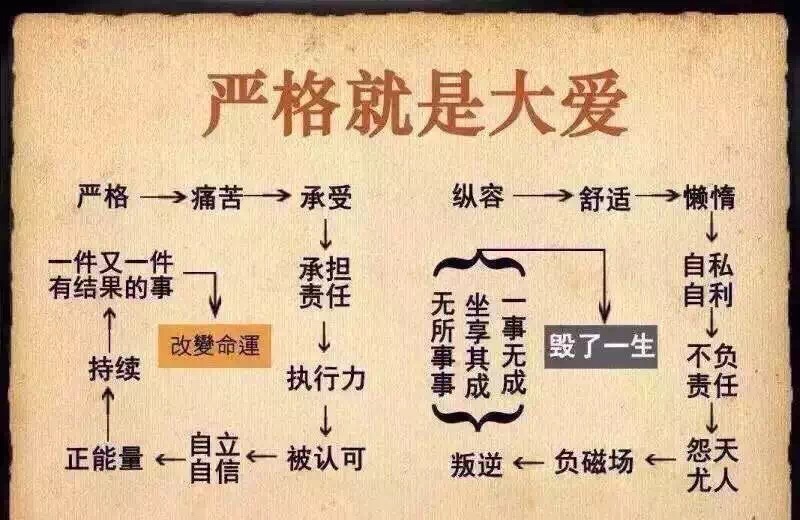 严格就是大爱
严格→痛苦→承受
承担
责任
执行力
被认可
自立
自信
正能量
持续
一件又一件
有结果的事
改變命運
纵容→舒适→懒惰
自私
自利
不负
责任
怨天
尤人
负磁场
叛逆
一事无成
坐享其成
无所事事
毁了一生